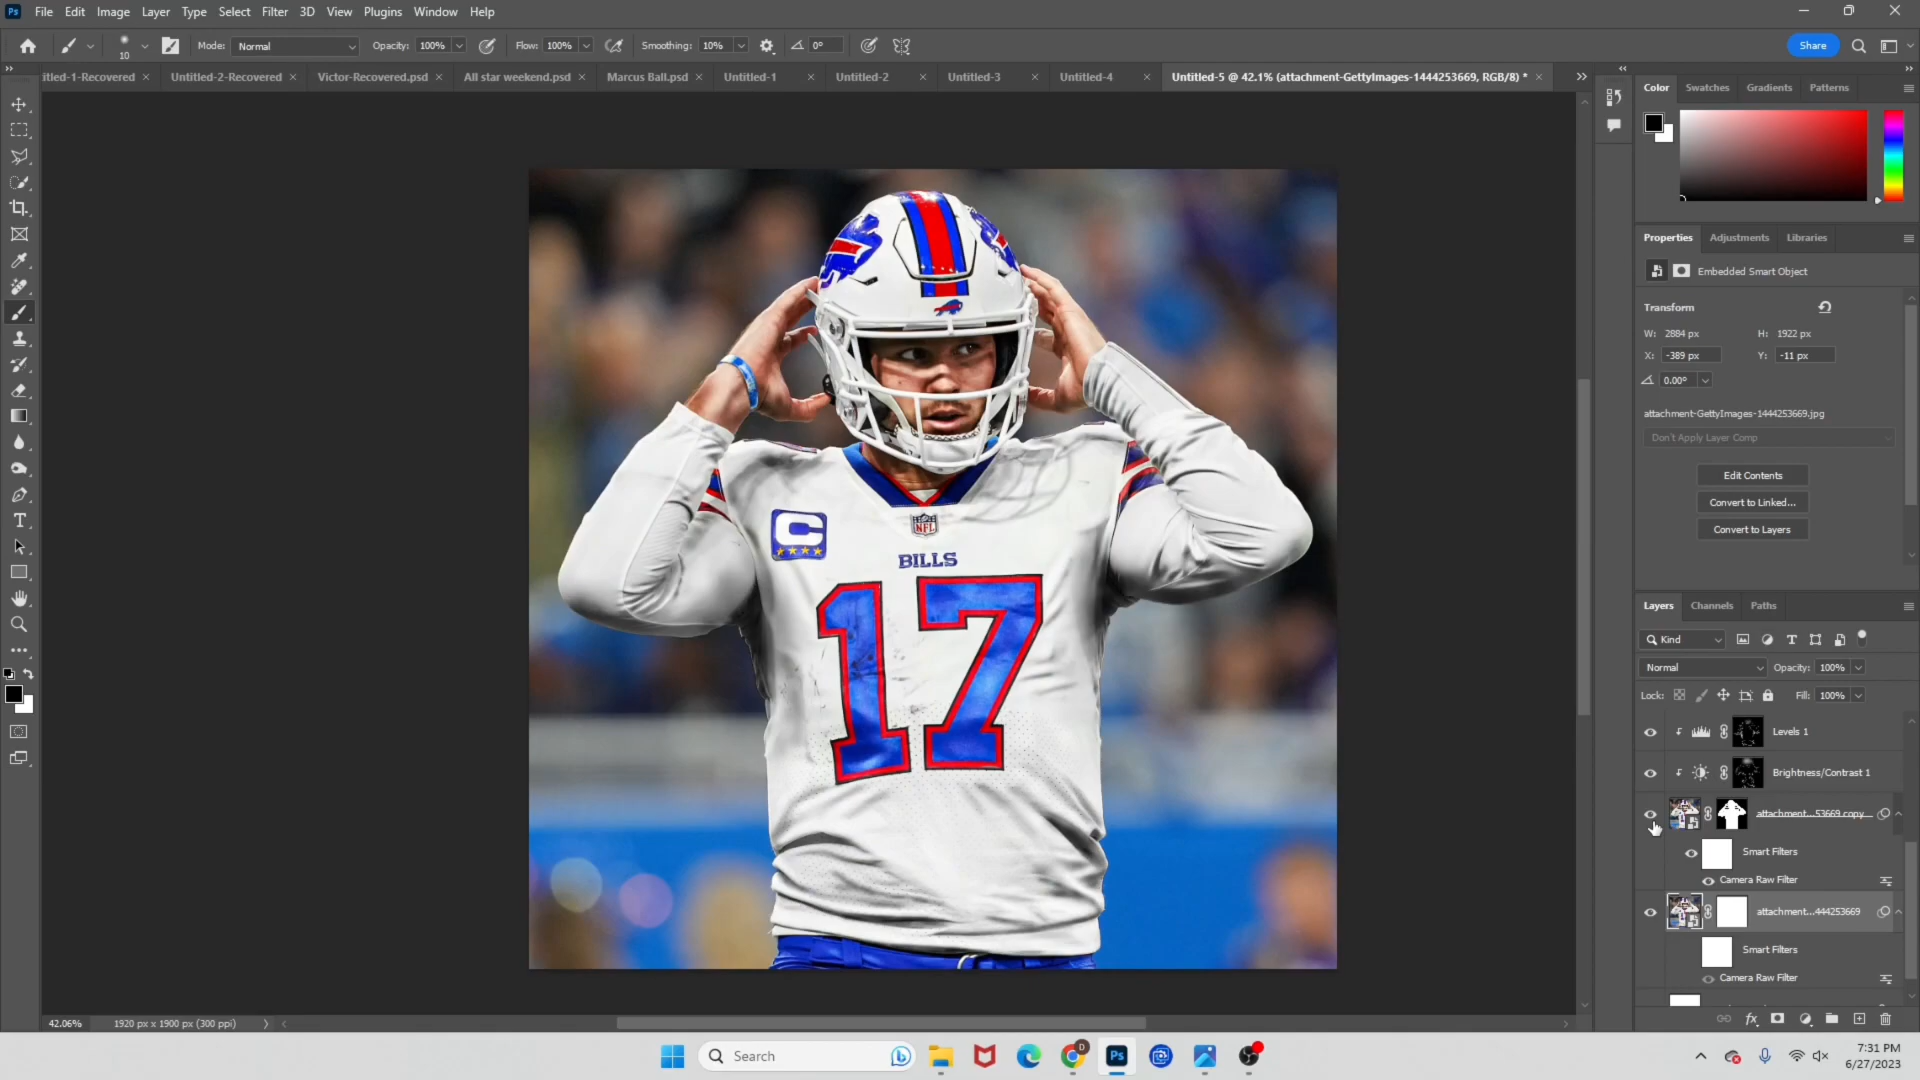 Ps File Edit Image Layer Type Select Filter 3D View Plugins Window Help
10 Mode: Normal Opacity: 100% Flow: 100% Smoothing: 10% 0° Share
itled-1-Recovered Untitled-2-Recovered Victor-Recovered.psd All star weekend.psd Marcus Ball.psd Untitled-1 Untitled-2 Untitled-3 Untitled-4 Untitled-5 @ 42.1% (attachment-GettyImages-1444253669, RGB/8) *
Color Swatches Gradients Patterns
Properties Adjustments Libraries
Embedded Smart Object
Transform
W: 2884 px H: 1922 px
X: -389 px Y: -11 px
0.00°
attachment-GettyImages-1444253669.jpg
Don't Apply Layer Comp
Edit Contents
Convert to Linked...
Convert to Layers
C
NFL
BILLS
17
Layers Channels Paths
Kind
Normal Opacity: 100%
Lock: Fill: 100%
Levels 1
Brightness/Contrast 1
attachment...53669 copy
Smart Filters
Camera Raw Filter
attachment...444253669
Smart Filters
Camera Raw Filter
42.06% 1920 px x 1900 px (300 ppi)
Search
D
Ps
7:31 PM
6/27/2023